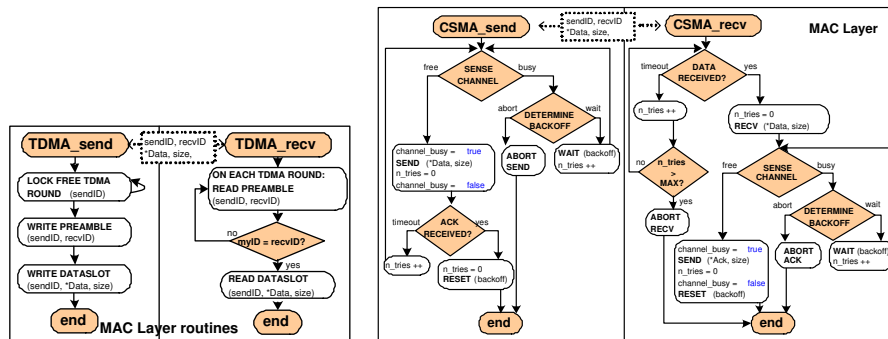 TDMA_send
sendID, recvID
*Data, size,
TDMA_recv
LOCK FREE TDMA
ROUND (sendID)
WRITE PREAMBLE
(sendID, recvID)
WRITE DATASLOT
(sendID, *Data, size)
end
ON EACH TDMA ROUND:
READ PREAMBLE
(sendID, recvID)
no
myID = recvID?
yes
READ DATASLOT
(sendID, *Data, size)
end
MAC Layer routines
CSMA_send
sendID, recvID
*Data, size,
CSMA_recv
MAC Layer
SENSE
CHANNEL
free
busy
DETERMINE
BACKOFF
abort
wait
channel_busy = true
SEND (*Data, size)
n_tries = 0
channel_busy = false
ABORT
SEND
WAIT (backoff)
n_tries ++
ACK
RECEIVED?
timeout
yes
n_tries ++
n_tries = 0
RESET (backoff)
end
DATA
RECEIVED?
timeout
yes
n_tries ++
n_tries = 0
RECV (*Data, size)
n_tries
>
MAX?
no
yes
ABORT
RECV
SENSE
CHANNEL
free
busy
DETERMINE
BACKOFF
abort
wait
channel_busy = true
SEND (*Ack, size)
n_tries = 0
channel_busy = false
RESET (backoff)
ABORT
ACK
WAIT (backoff)
n_tries ++
end